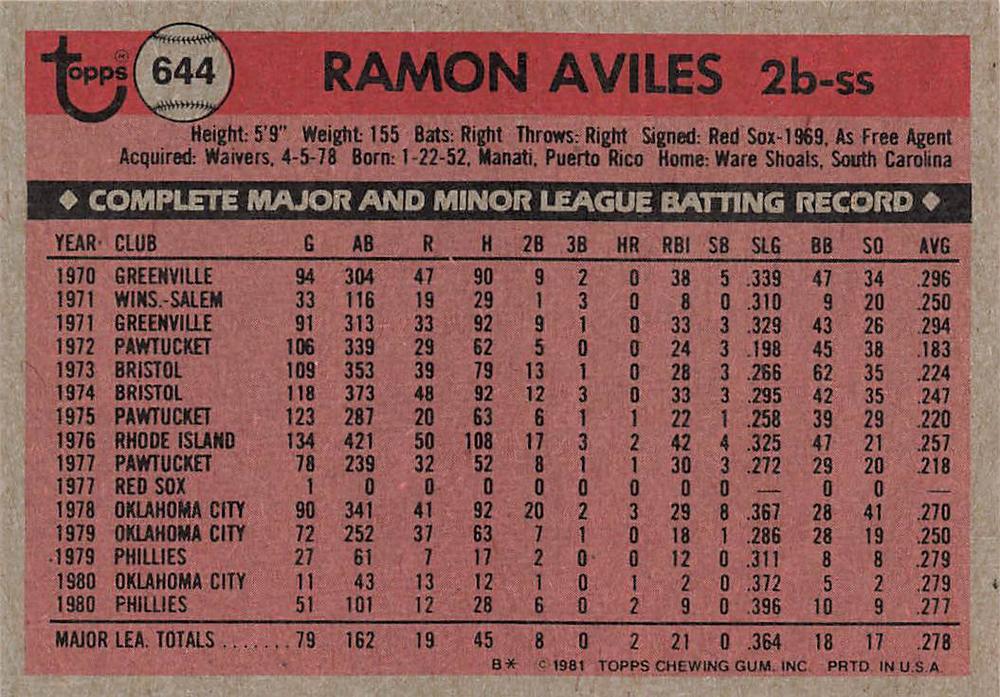 Topps ® 644 RAMON AVILES 2b-ss
Height: 5'9" Weight: 155 Bats: Right Throws: Right Signed: Red Sox-1969, As Free Agent
Acquired: Waivers, 4-5-78 Born: 1-22-52, Manati, Puerto Rico Home: Ware Shoals, South Carolina
◆ COMPLETE MAJOR AND MINOR LEAGUE BATTING RECORD ◆
YEAR CLUB G AB R H 2B 3B HR RBI SB SLG BB SO AVG
1970 GREENVILLE 94 304 47 90 9 2 0 38 5 .339 47 34 .296
1971 WINS.-SALEM 33 116 19 29 1 3 0 8 0 .310 9 20 .250
1971 GREENVILLE 91 313 33 92 9 1 0 33 3 .329 43 26 .294
1972 PAWTUCKET 106 339 29 62 5 0 0 24 3 .198 45 38 .183
1973 BRISTOL 109 353 39 79 13 1 0 28 3 .266 62 35 .224
1974 BRISTOL 118 373 48 92 12 3 0 33 3 .295 42 35 .247
1975 PAWTUCKET 123 287 20 63 6 1 1 22 1 .258 39 29 .220
1976 RHODE ISLAND 134 421 50 108 17 3 2 42 4 .325 47 21 .257
1977 PAWTUCKET 78 239 32 52 8 1 1 30 3 .272 29 20 .218
1977 RED SOX 1 0 0 0 0 0 0 0 0 — 0 0 —
1978 OKLAHOMA CITY 90 341 41 92 20 2 3 29 8 .367 28 41 .270
1979 OKLAHOMA CITY 72 252 37 63 7 1 0 18 1 .286 28 19 .250
1979 PHILLIES 27 61 7 17 2 0 0 12 0 .311 8 8 .279
1980 OKLAHOMA CITY 11 43 13 12 1 0 1 2 0 .372 5 2 .279
1980 PHILLIES 51 101 12 28 6 0 2 9 0 .396 10 9 .277
MAJOR LEA. TOTALS .......79 162 19 45 8 0 2 21 0 .364 18 17 .278
B* © 1981 TOPPS CHEWING GUM. INC. PRTD. IN U.S.A.